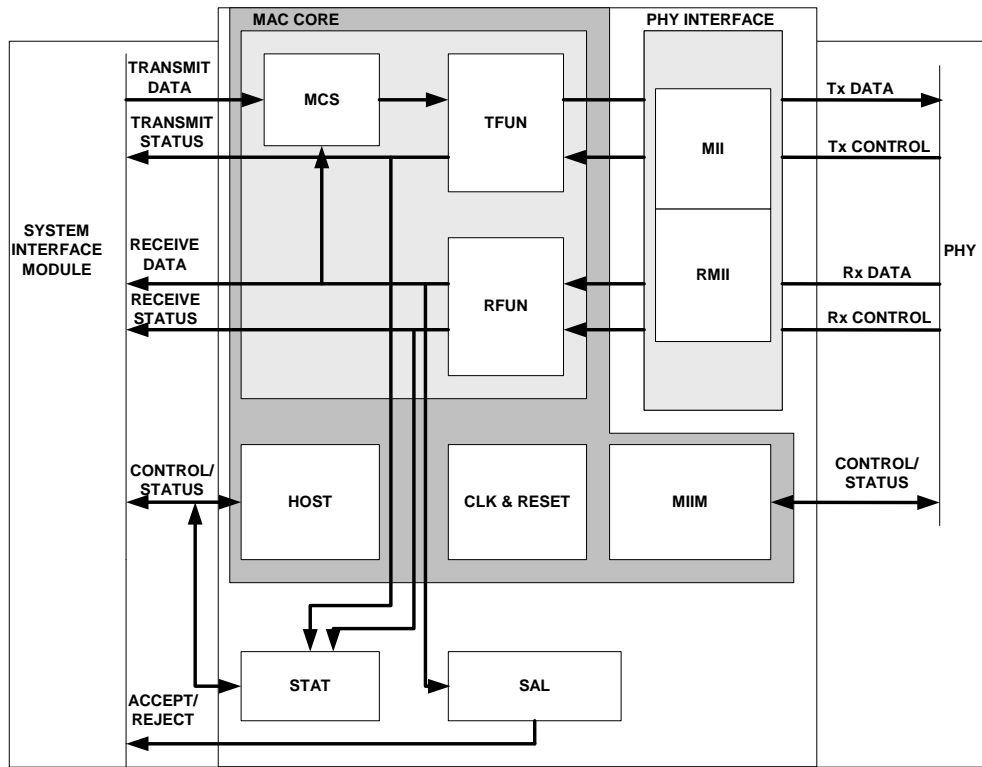 MAC CORE
PHY INTERFACE
TRANSMIT
DATA
TRANSMIT
STATUS
MCS
TFUN
MII
Tx DATA
Tx CONTROL
SYSTEM
INTERFACE
MODULE
RECEIVE
DATA
RECEIVE
STATUS
RFUN
RMII
Rx DATA
Rx CONTROL
PHY
CONTROL/
STATUS
HOST
CLK & RESET
MIIM
CONTROL/
STATUS
STAT
SAL
ACCEPT/
REJECT